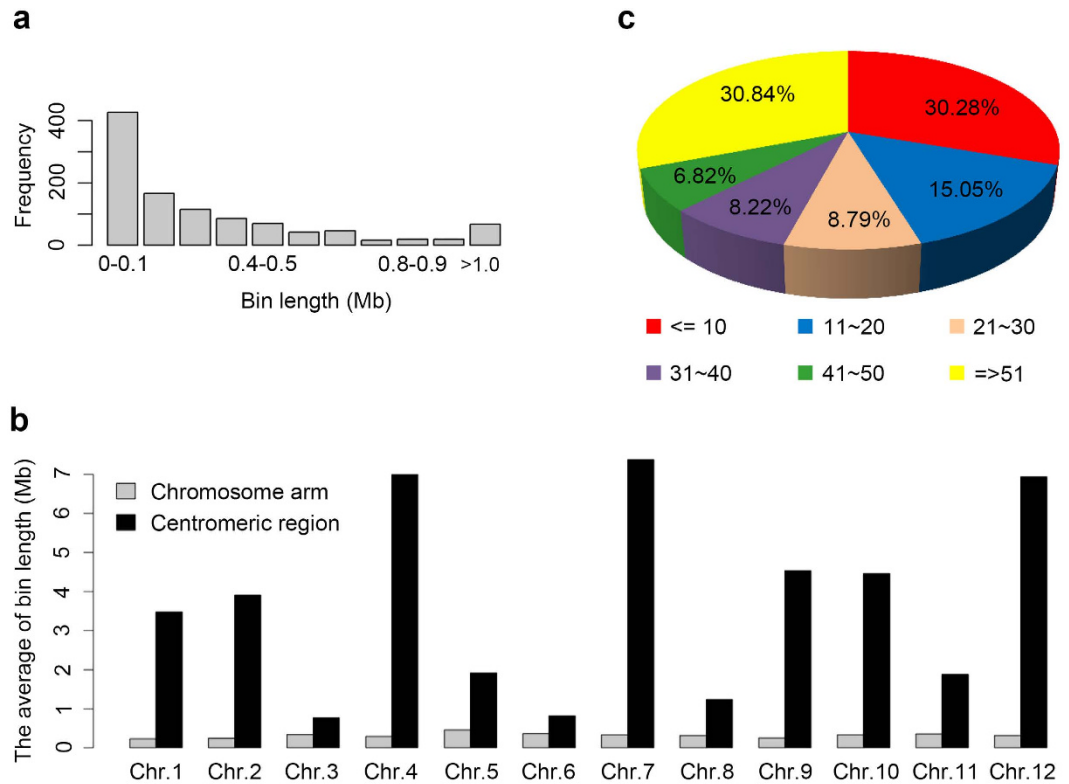 a
Frequency
400
200
0
0-0.1 0.4-0.5 0.8-0.9 >1.0
Bin length (Mb)
c
30.84% 30.28%
6.82% 15.05%
8.22% 8.79%
<= 10 11~20 21~30
31~40 41~50 =>51
b
The average of bin length (Mb)
7
6
5
4
3
2
1
0
Chromosome arm
Centromeric region
Chr.1 Chr.2 Chr.3 Chr.4 Chr.5 Chr.6 Chr.7 Chr.8 Chr.9 Chr.10 Chr.11 Chr.12